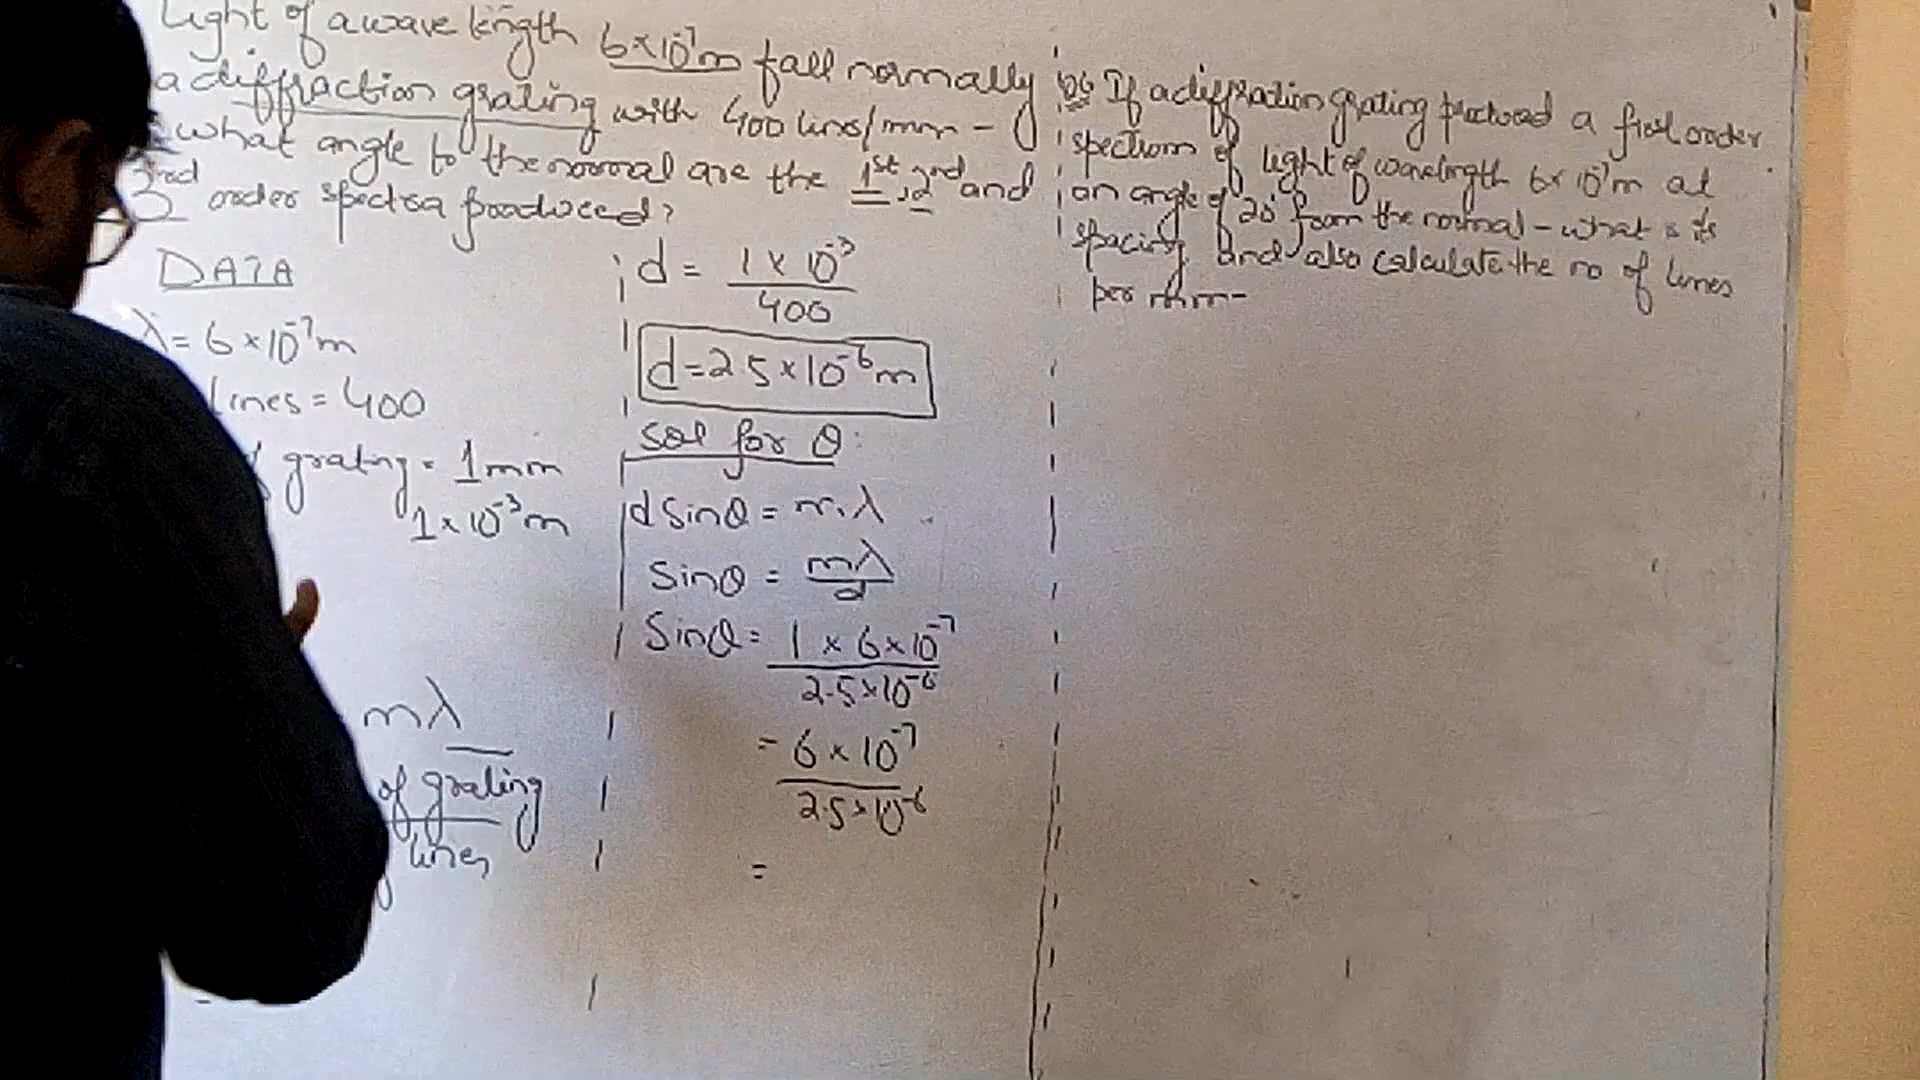 Light of a wave length 6×10⁻⁷m fall normally
a diffraction grating with 400 lines/mm -
what angle to the normal are the 1st, 2nd and
3rd order spectra produced?
DATA
λ = 6×10⁻⁷m
lines = 400
grating = 1mm
1×10⁻³m
mλ
of grating
lines
d = 1×10⁻³
400
d=2.5×10⁻⁶m
Sol for θ:
dSinθ = m.λ
Sinθ = mλ
d
Sinθ = 1 × 6×10⁻⁷
2.5×10⁻⁶
= 6×10⁻⁷
2.5×10⁻⁶
=
If a diffration grating produced a first order
spectrum of light of wavelength 6×10⁻⁷m at
an angle of 20° from the normal - what is its
spacing and also calculate the no of lines
per mm-